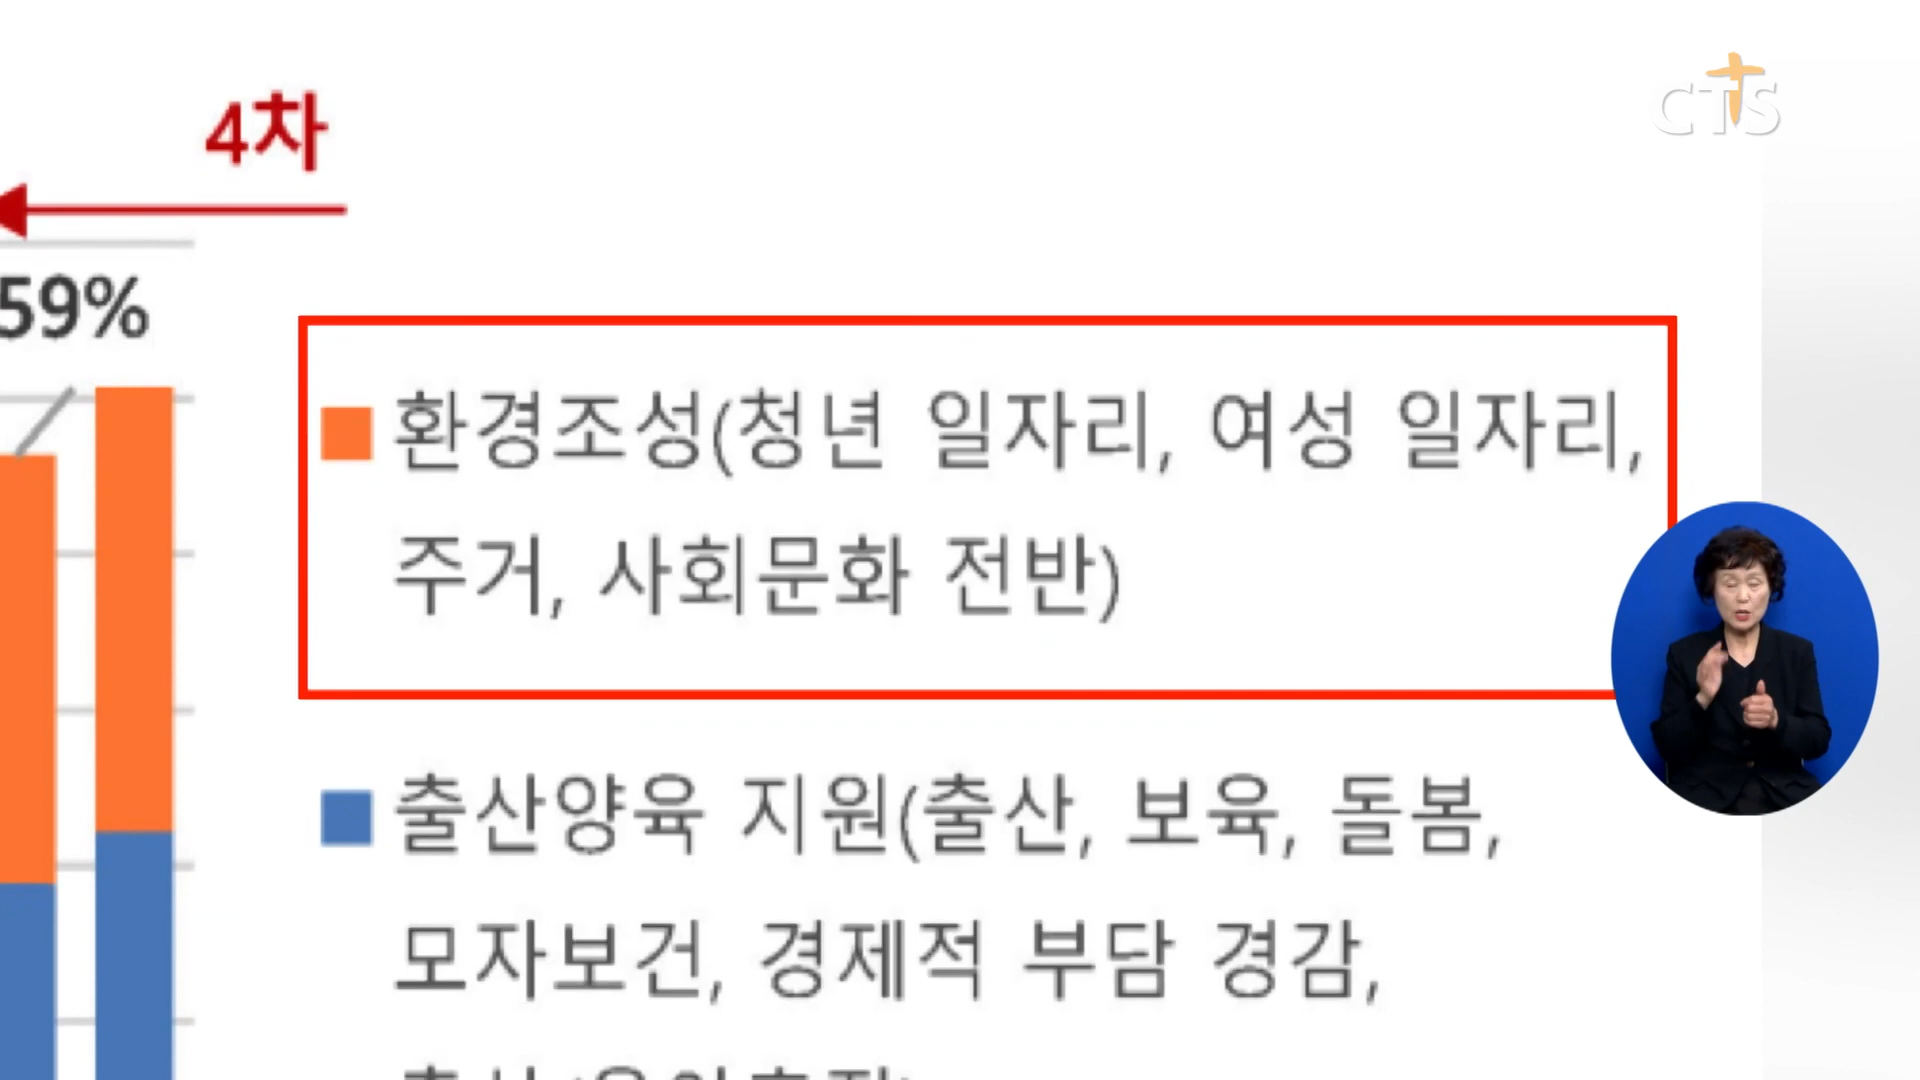 CTS
4차
59%
환경조성(청년 일자리, 여성 일자리,
주거, 사회문화 전반)
출산양육 지원(출산, 보육, 돌봄,
모자보건, 경제적 부담 경감,